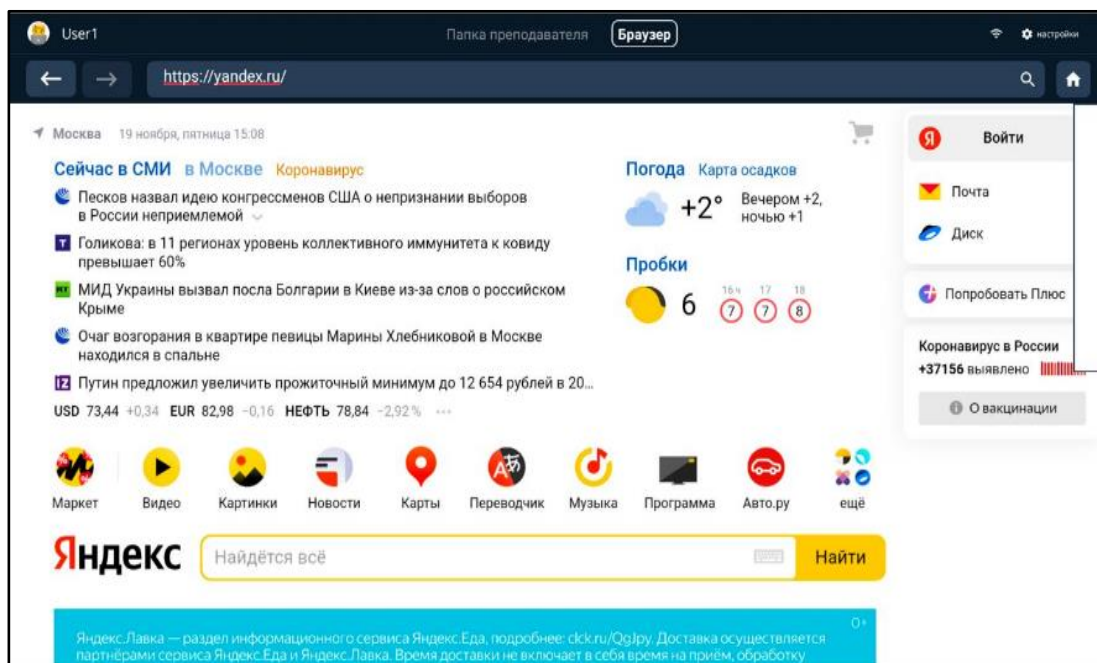 User1
Папка преподавателя
Браузер
настройки
https://yandex.ru/
Москва 19 ноября, пятница 15:08
Сейчас в СМИ в Москве Коронавирус
Песков назвал идею конгрессменов США о непризнании выборов
в России неприемлемой
Голикова: в 11 регионах уровень коллективного иммунитета к ковиду
превышает 60%
МИД Украины вызвал посла Болгарии в Киеве из-за слов о российском
Крыме
Очаг возгорания в квартире певицы Марины Хлебниковой в Москве
находился в спальне
Путин предложил увеличить прожиточный минимум до 12 654 рублей в 20...
USD 73,44 +0,34 EUR 82,98 −0,16 НЕФТЬ 78,84 −2,92% ···
Погода Карта осадков
+2° Вечером +2,
ночью +1
Пробки
6
16 ч 17 18
7 7 8
Я Войти
Почта
Диск
Попробовать Плюс
Коронавирус в России
+37156 выявлено
О вакцинации
Маркет Видео Картинки Новости Карты Переводчик Музыка Программа Авто.ру ещё
Яндекс Найдётся всё Найти
0+
Яндекс.Лавка — раздел информационного сервиса Яндекс.Еда, подробнее: clck.ru/QgJpy. Доставка осуществляется
партнёрами сервиса Яндекс.Еда и Яндекс.Лавка. Время доставки не включает в себя время на приём, обработку